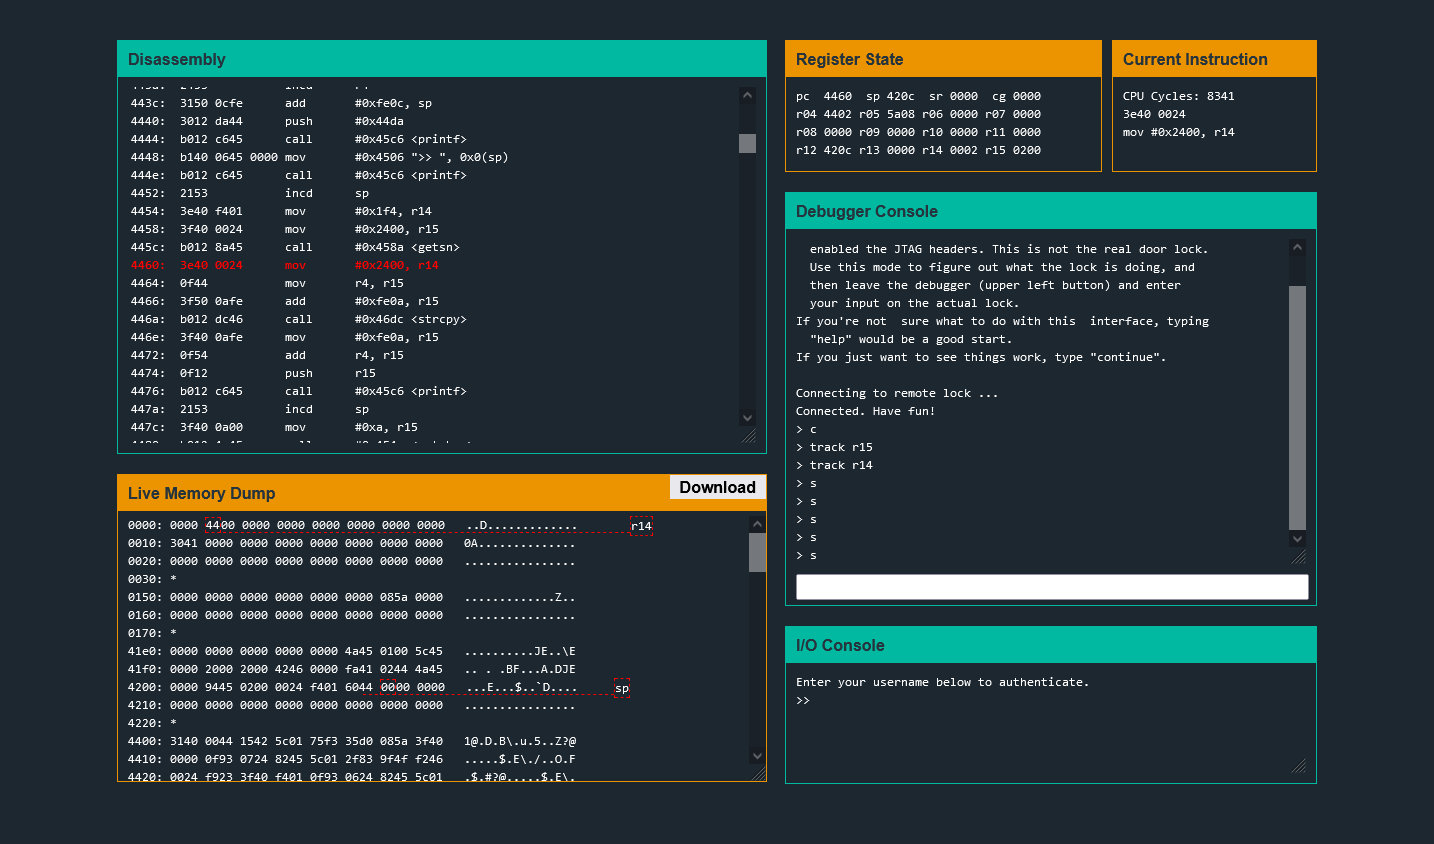 Disassembly
443c: 3150 0cfe add #0xfe0c, sp
4440: 3012 da44 push #0x44da
4444: b012 c645 call #0x45c6 <printf>
4448: b140 0645 0000 mov #0x4506 ">> ", 0x0(sp)
444e: b012 c645 call #0x45c6 <printf>
4452: 2153 incd sp
4454: 3e40 f401 mov #0x1f4, r14
4458: 3f40 0024 mov #0x2400, r15
445c: b012 8a45 call #0x458a <getsn>
4460: 3e40 0024 mov #0x2400, r14
4464: 0f44 mov r4, r15
4466: 3f50 0afe add #0xfe0a, r15
446a: b012 dc46 call #0x46dc <strcpy>
446e: 3f40 0afe mov #0xfe0a, r15
4472: 0f54 add r4, r15
4474: 0f12 push r15
4476: b012 c645 call #0x45c6 <printf>
447a: 2153 incd sp
447c: 3f40 0a00 mov #0xa, r15
Live Memory Dump
Download
0000: 0000 4400 0000 0000 0000 0000 0000 0000 ..D............. r14
0010: 3041 0000 0000 0000 0000 0000 0000 0000 0A..............
0020: 0000 0000 0000 0000 0000 0000 0000 0000 ................
0030: *
0150: 0000 0000 0000 0000 0000 0000 085a 0000 .............Z..
0160: 0000 0000 0000 0000 0000 0000 0000 0000 ................
0170: *
41e0: 0000 0000 0000 0000 0000 4a45 0100 5c45 ..........JE..\E
41f0: 0000 2000 2000 4246 0000 fa41 0244 4a45 .. . .BF...A.DJE
4200: 0000 9445 0200 0024 f401 6044 0000 0000 ...E...$..`D.... sp
4210: 0000 0000 0000 0000 0000 0000 0000 0000 ................
4220: *
4400: 3140 0044 1542 5c01 75f3 35d0 085a 3f40 1@.D.B\.u.5..Z?@
4410: 0000 0f93 0724 8245 5c01 2f83 9f4f f246 .....$.E\./..O.F
4420: 0024 f923 3f40 f401 0f93 0624 8245 5c01 .$.#?@.....$.E\.
Register State
pc 4460 sp 420c sr 0000 cg 0000
r04 4402 r05 5a08 r06 0000 r07 0000
r08 0000 r09 0000 r10 0000 r11 0000
r12 420c r13 0000 r14 0002 r15 0200
Current Instruction
CPU Cycles: 8341
3e40 0024
mov #0x2400, r14
Debugger Console
enabled the JTAG headers. This is not the real door lock.
Use this mode to figure out what the lock is doing, and
then leave the debugger (upper left button) and enter
your input on the actual lock.
If you're not sure what to do with this interface, typing
"help" would be a good start.
If you just want to see things work, type "continue".
Connecting to remote lock ...
Connected. Have fun!
> c
> track r15
> track r14
> s
> s
> s
> s
> s
I/O Console
Enter your username below to authenticate.
>>